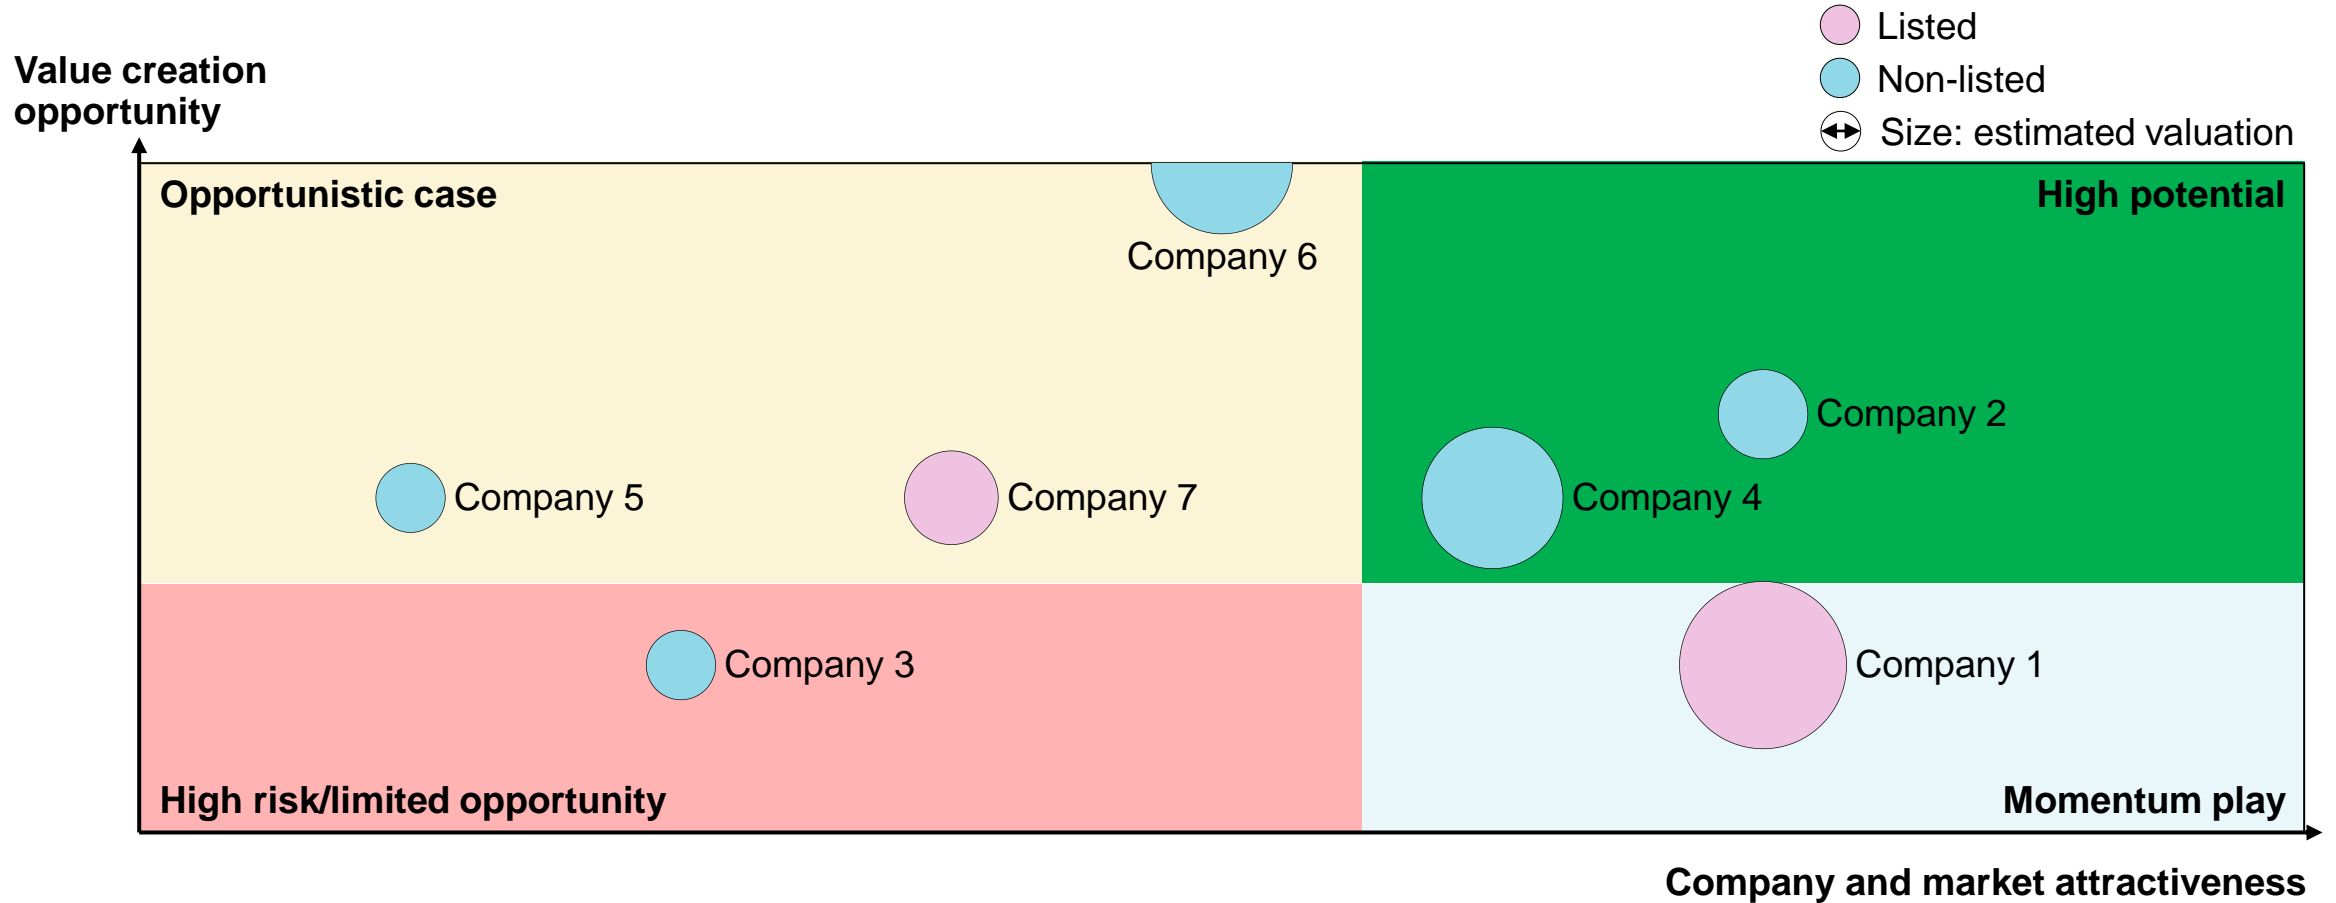 Listed
Non-listed
Size: estimated valuation
Value creation
opportunity
Opportunistic case
High potential
Company 6
Company 2
Company 5
Company 7
Company 4
Company 3
Company 1
High risk/limited opportunity
Momentum play
Company and market attractiveness